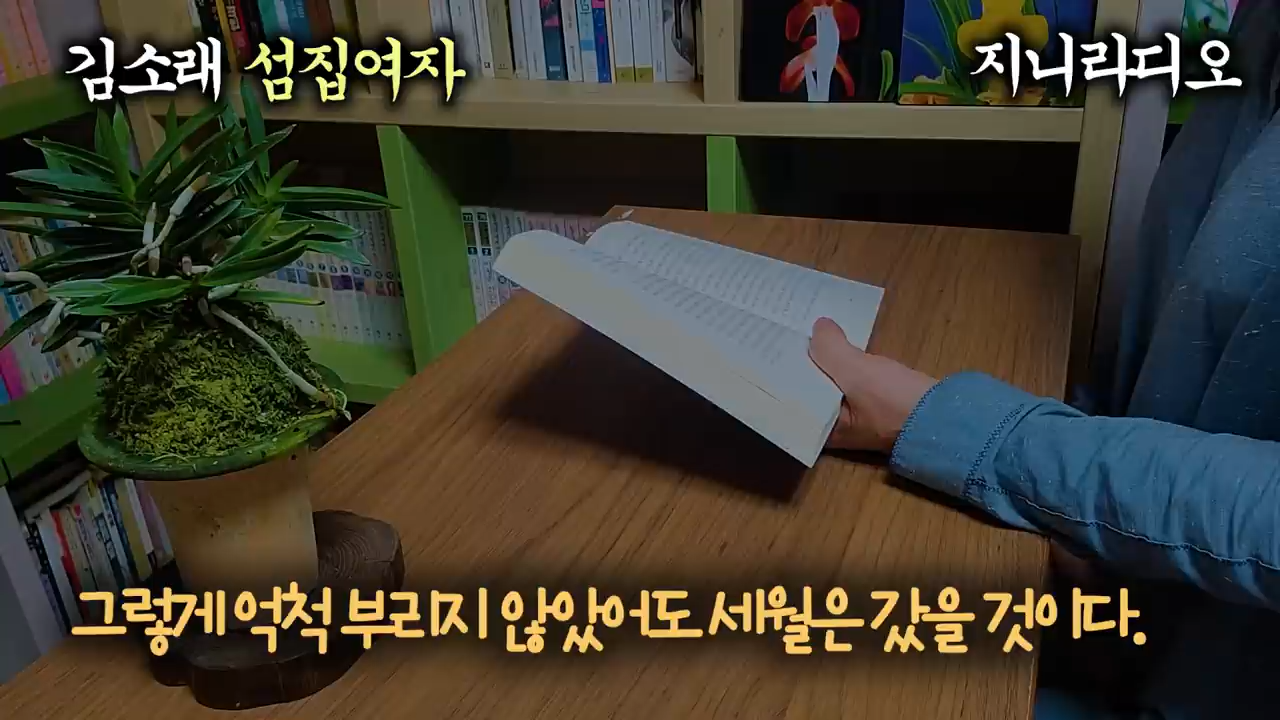 김소래 섬집여자
지니라디오
그렇게 억척 부리지 않았어도 세월은 갔을 것이다.